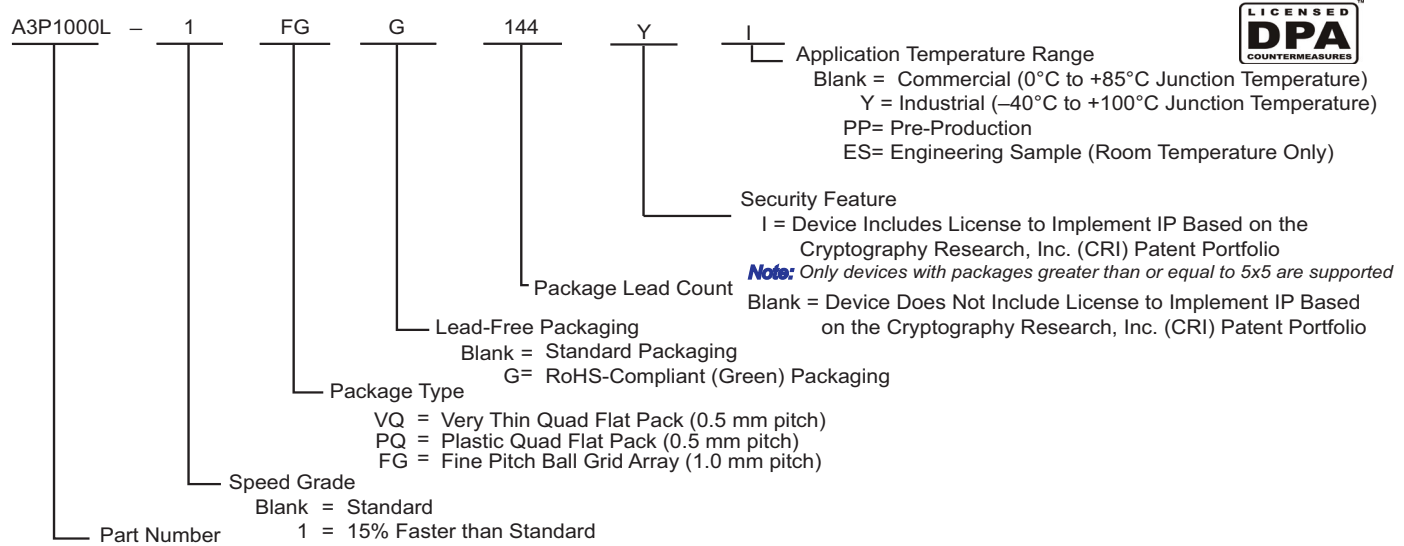 A3P1000L – 1 FG G 144 Y I
LICENSED
DPA
COUNTERMEASURES
™
Application Temperature Range
Blank = Commercial (0°C to +85°C Junction Temperature)
Y = Industrial (–40°C to +100°C Junction Temperature)
PP= Pre-Production
ES= Engineering Sample (Room Temperature Only)
Security Feature
I = Device Includes License to Implement IP Based on the
Cryptography Research, Inc. (CRI) Patent Portfolio
Note: Only devices with packages greater than or equal to 5x5 are supported
Blank = Device Does Not Include License to Implement IP Based
on the Cryptography Research, Inc. (CRI) Patent Portfolio
Package Lead Count
Lead-Free Packaging
Blank = Standard Packaging
G= RoHS-Compliant (Green) Packaging
Package Type
VQ = Very Thin Quad Flat Pack (0.5 mm pitch)
PQ = Plastic Quad Flat Pack (0.5 mm pitch)
FG = Fine Pitch Ball Grid Array (1.0 mm pitch)
Speed Grade
Blank = Standard
1 = 15% Faster than Standard
Part Number